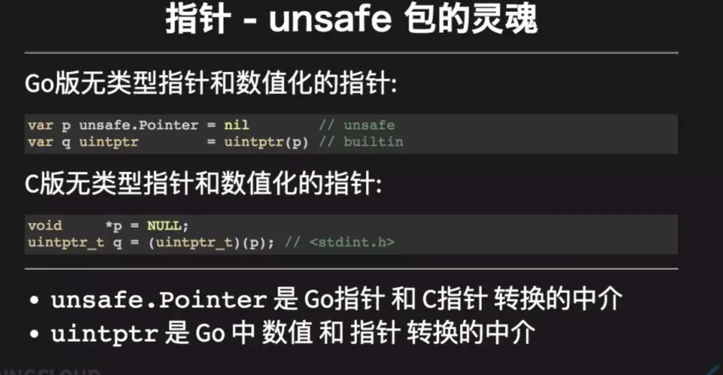 指针 - unsafe 包的灵魂
Go版无类型指针和数值化的指针:
var p unsafe.Pointer = nil // unsafe
var q uintptr = uintptr(p) // builtin
C版无类型指针和数值化的指针:
void *p = NULL;
uintptr_t q = (uintptr_t)(p); // <stdint.h>
• unsafe.Pointer 是 Go指针 和 C指针 转换的中介
• uintptr 是 Go 中 数值 和 指针 转换的中介